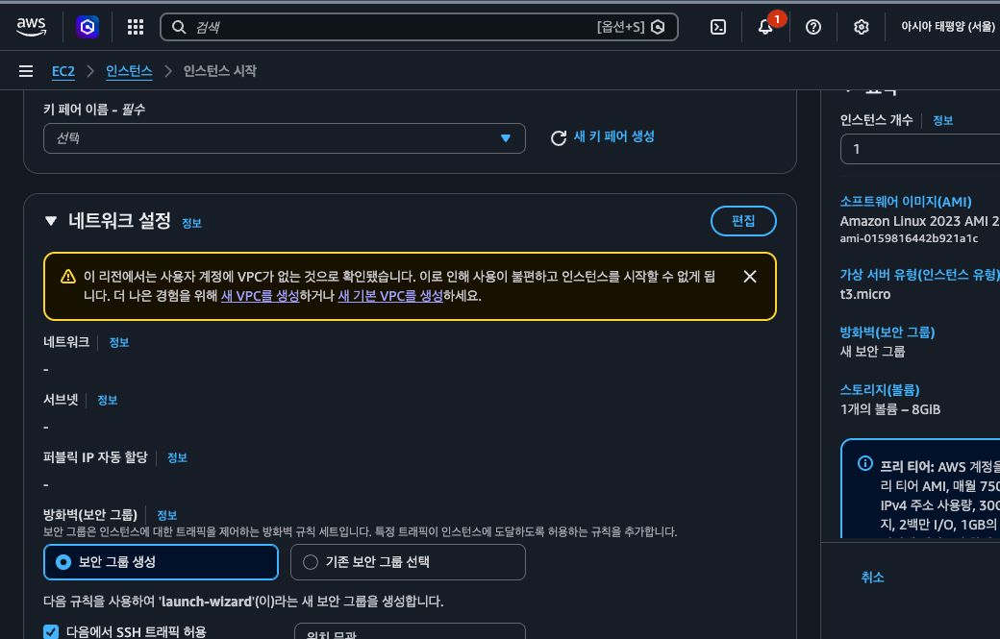 aws
검색
[옵션+S]
1
아시아 태평양 (서울)
EC2
인스턴스
인스턴스 시작
키 페어 이름 – 필수
선택
새 키 페어 생성
네트워크 설정 정보
편집
이 리전에서는 사용자 계정에 VPC가 없는 것으로 확인됐습니다. 이로 인해 사용이 불편하고 인스턴스를 시작할 수 없게 됩
니다. 더 나은 경험을 위해 새 VPC를 생성하거나 새 기본 VPC를 생성하세요.
네트워크 정보
-
서브넷 정보
-
퍼블릭 IP 자동 할당 정보
-
방화벽(보안 그룹) 정보
보안 그룹은 인스턴스에 대한 트래픽을 제어하는 방화벽 규칙 세트입니다. 특정 트래픽이 인스턴스에 도달하도록 허용하는 규칙을 추가합니다.
보안 그룹 생성
기존 보안 그룹 선택
다음 규칙을 사용하여 'launch-wizard'(이)라는 새 보안 그룹을 생성합니다.
다음에서 SSH 트래픽 허용
위치 무관
인스턴스 개수 정보
1
소프트웨어 이미지(AMI)
Amazon Linux 2023 AMI 2
ami-0159816442b921a1c
가상 서버 유형(인스턴스 유형)
t3.micro
방화벽(보안 그룹)
새 보안 그룹
스토리지(볼륨)
1개의 볼륨 – 8GiB
프리 티어: AWS 계정을
리 티어 AMI, 매월 750
IPv4 주소 사용량, 30G
지, 2백만 I/O, 1GB의
취소